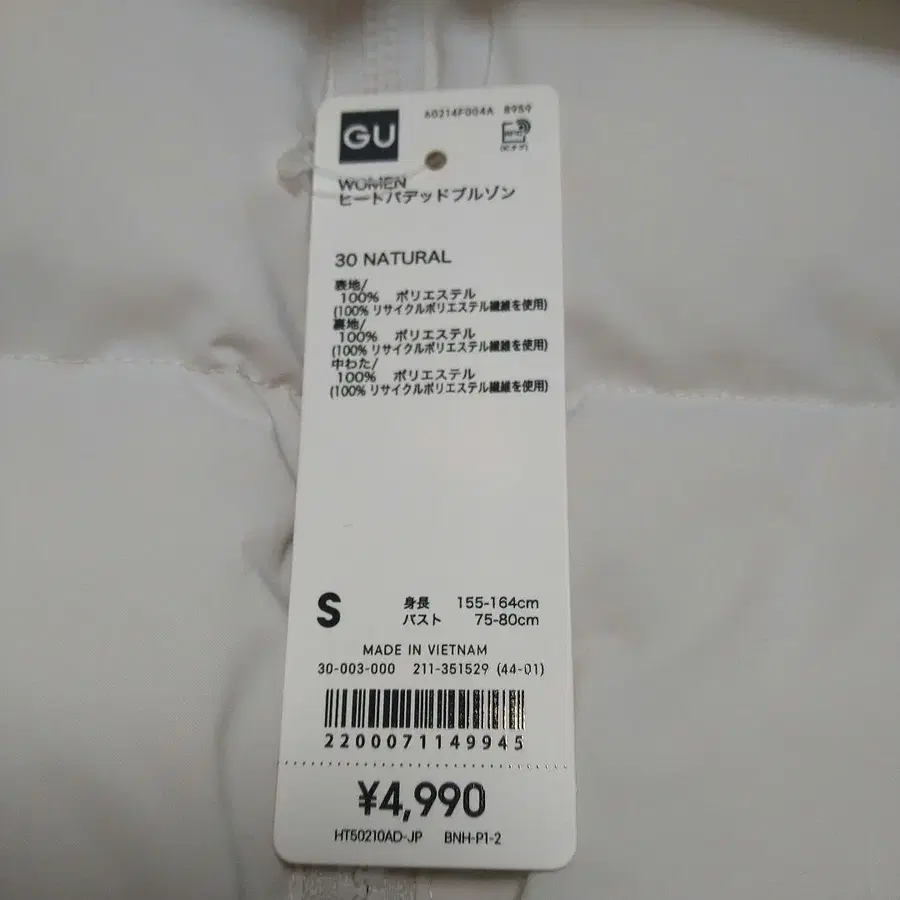 GU
60214F004A 8959
RFID
(ICタグ)
WOMEN
ヒートパデッドブルゾン
30 NATURAL
表地/
100% ポリエステル
(100% リサイクルポリエステル繊維を使用)
裏地/
100% ポリエステル
(100% リサイクルポリエステル繊維を使用)
中わた/
100% ポリエステル
(100% リサイクルポリエステル繊維を使用)
S 身長 155-164cm
バスト 75-80cm
MADE IN VIETNAM
30-003-000 211-351529 (44-01)
2200071149945
¥4,990
HT50210AD-JP BNH-P1-2